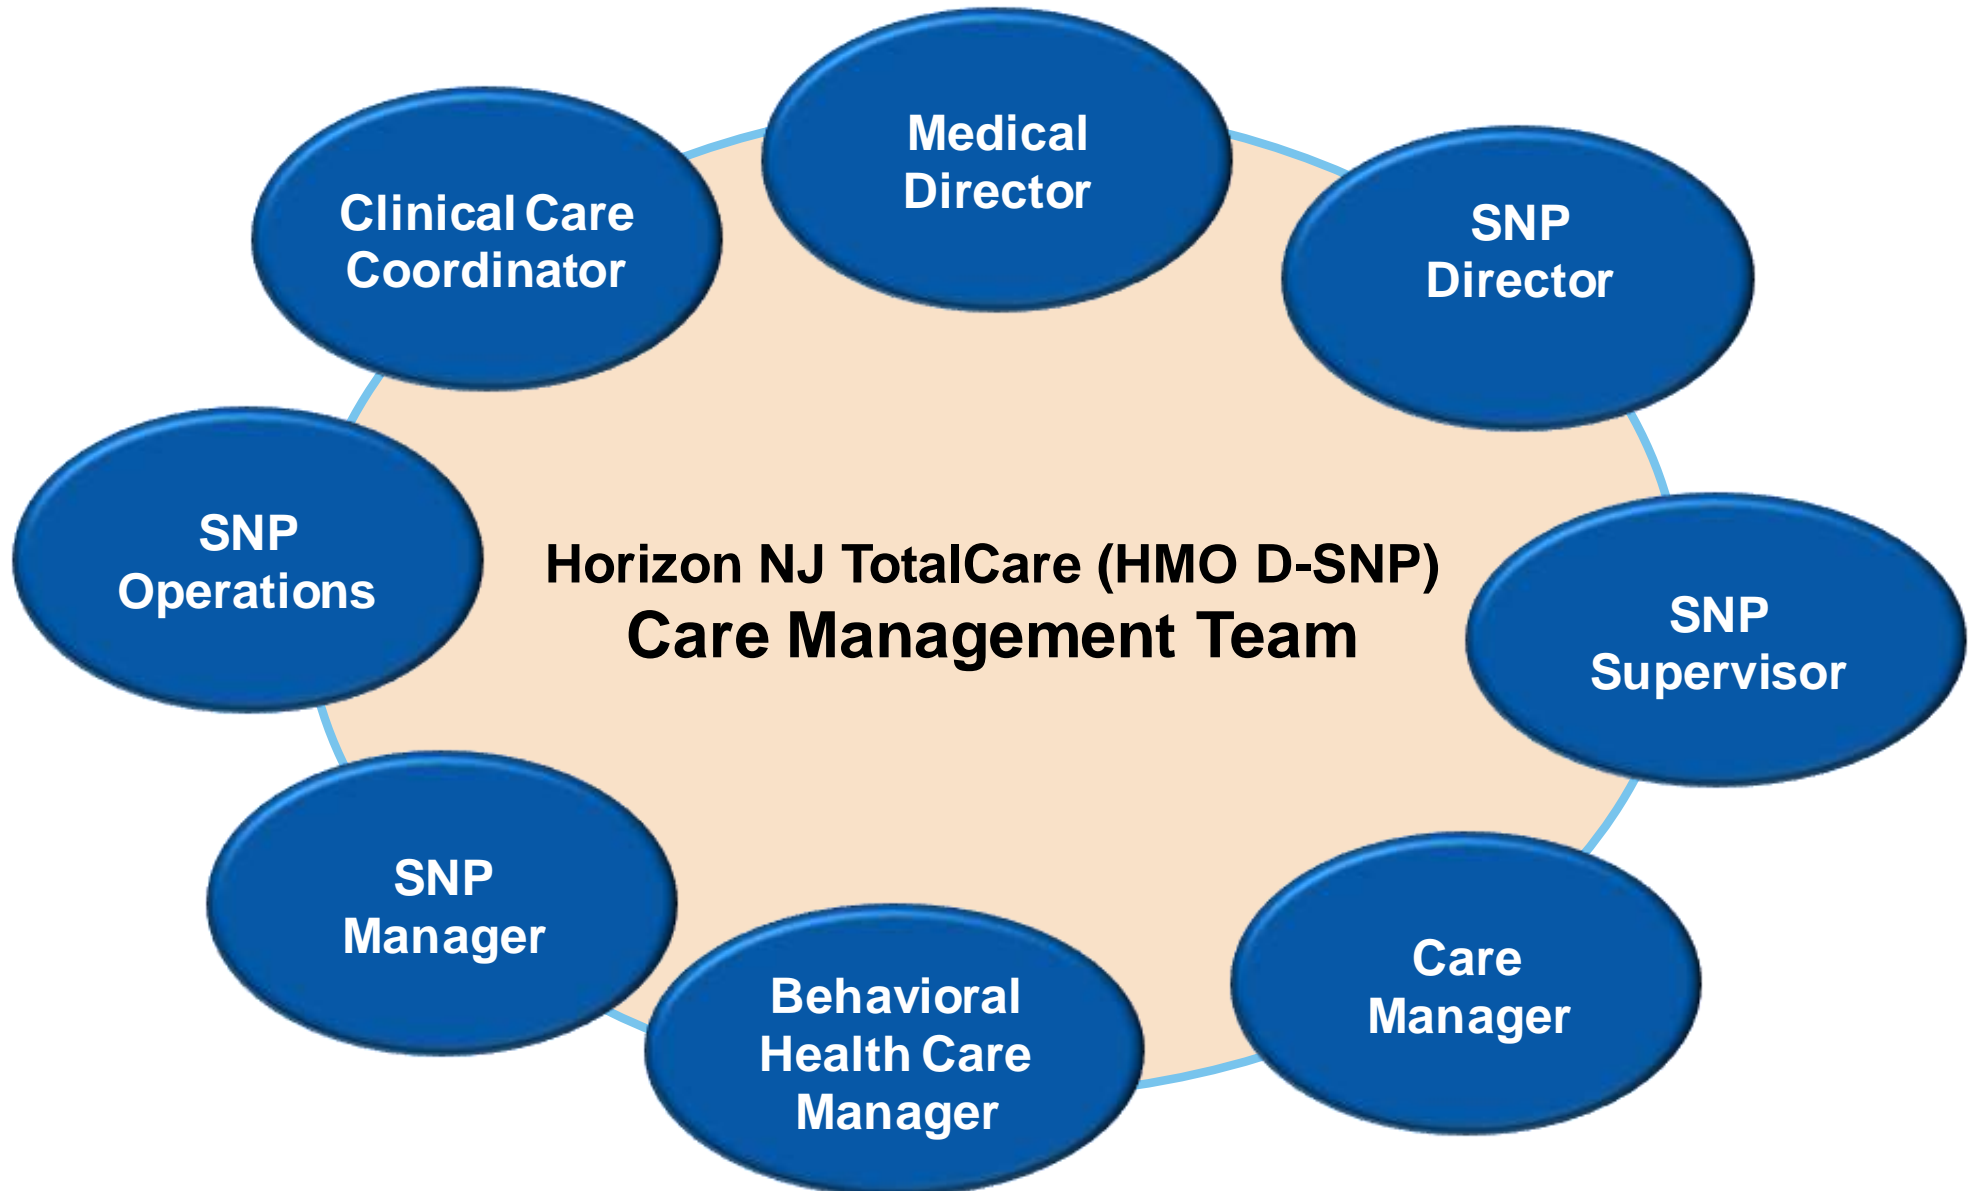 Medical
Director
Clinical Care
Coordinator
SNP
Director
SNP
Operations
Horizon NJ TotalCare (HMO D-SNP)
Care Management Team
SNP
Supervisor
SNP
Manager
Care
Manager
Behavioral
Health Care
Manager